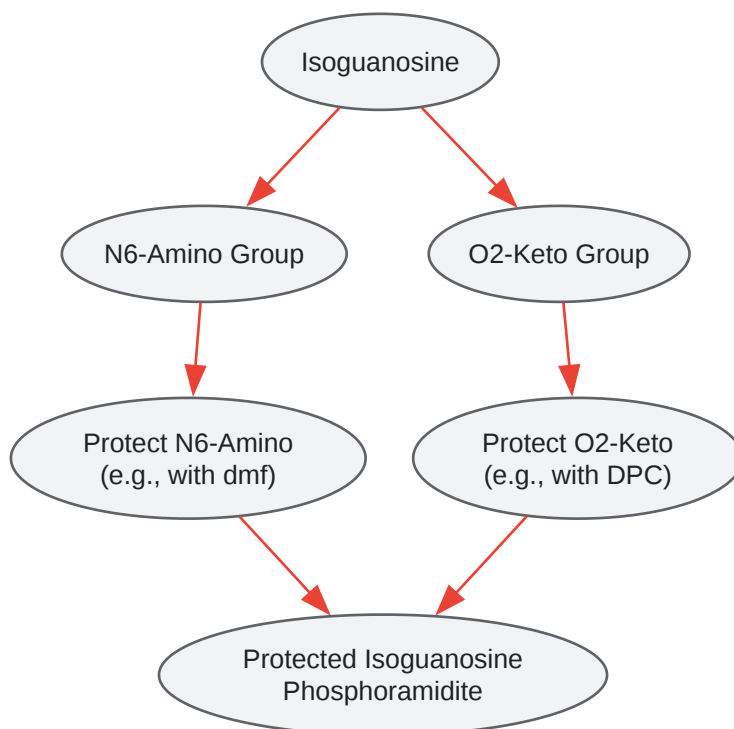 Isoguanosine
N6-Amino Group
O2-Keto Group
Protect N6-Amino
(e.g., with dmf)
Protect O2-Keto
(e.g., with DPC)
Protected Isoguanosine
Phosphoramidite